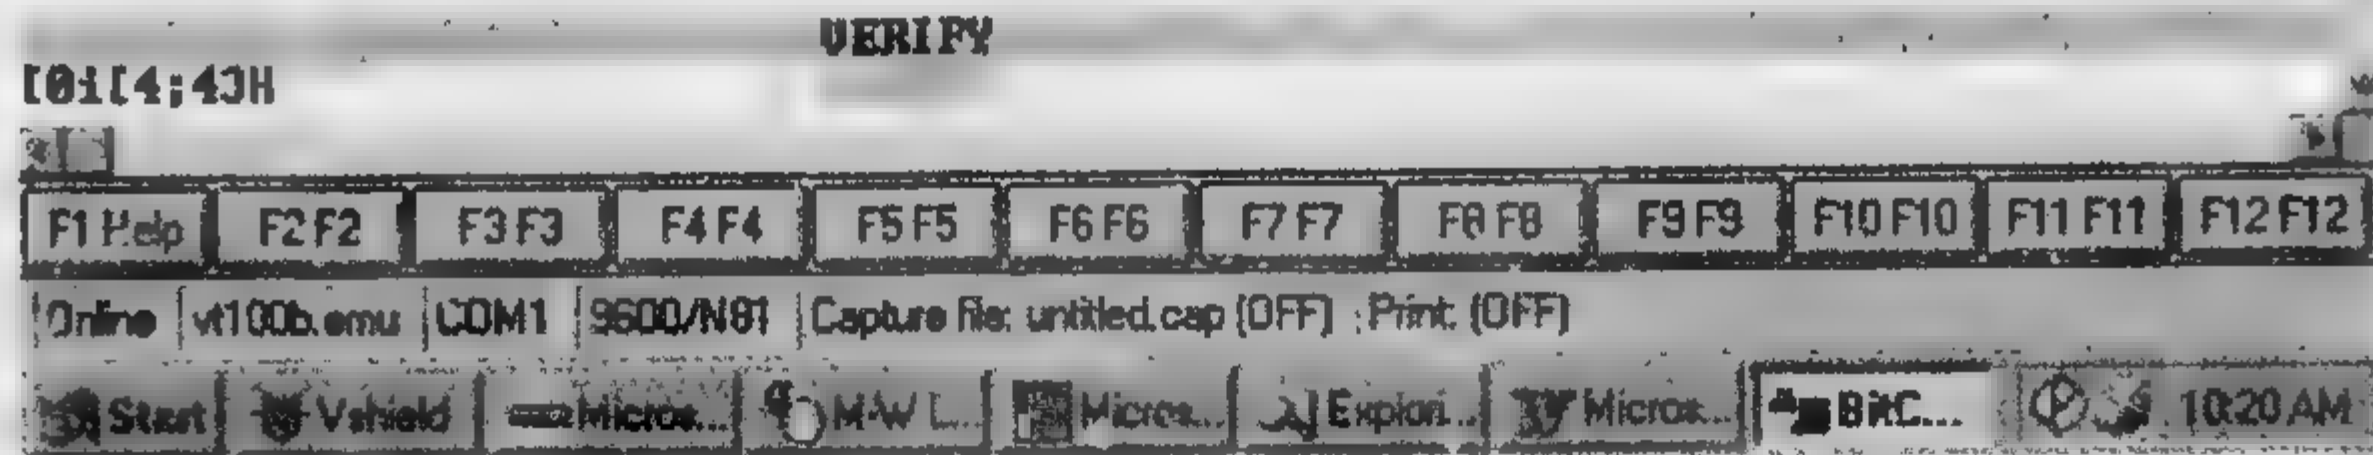 VERIFY
[0i[4;4]H
F1 Help F2 F2 F3 F3 F4 F4 F5 F5 F6 F6 F7 F7 F8 F8 F9 F9 F10 F10 F11 F11 F12 F12
Online vt100b.emu COM1 9600/N81 Capture file: untitled.cap (OFF) Print: (OFF)
Start Vshield Micros... M-W L... Micros... Explori... Micros... BitC... 10:20 AM